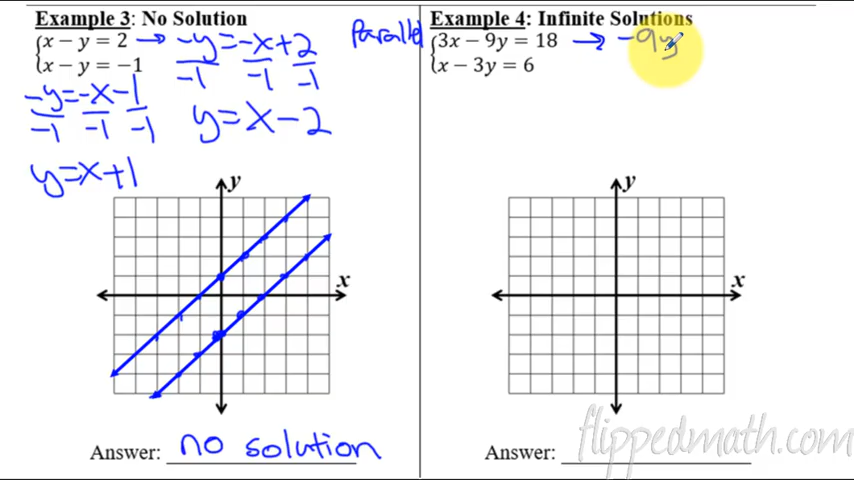 Example 3: No Solution
x − y = 2 → -y = -x + 2 Parallel
x − y = −1 -1 -1 -1
-y = -x - 1
-1 -1 -1
y = x - 2
y = x + 1
y
x
Answer: no solution
Example 4: Infinite Solutions
3x − 9y = 18 → -9y
x − 3y = 6
y
x
Answer:
flippedmath.com